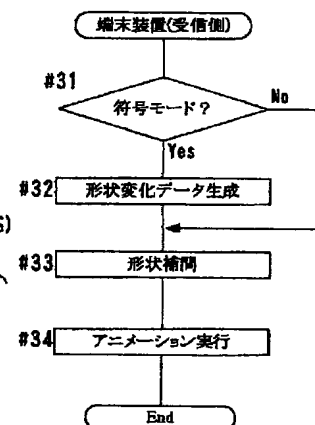 端末装置(受信側)
#31
符号モード?
No
Yes
#32 形状変化データ生成
S)
#33 形状補間
#34 アニメーション実行
End